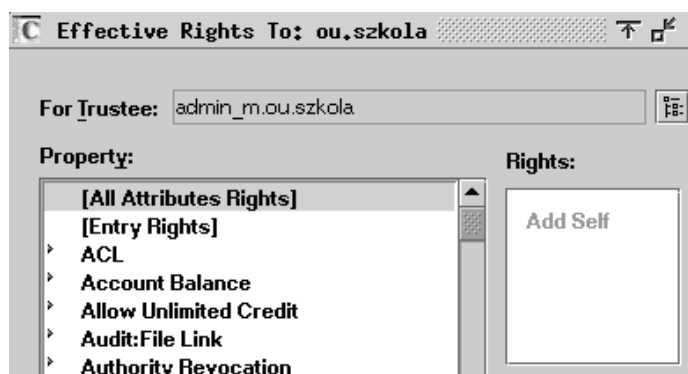 C Effective Rights To: ou.szkola
For Trustee: admin_m.ou.szkola
Property:
Rights:
[All Attributes Rights]
[Entry Rights]
ACL
Account Balance
Allow Unlimited Credit
Audit:File Link
Authority Revocation
Add Self